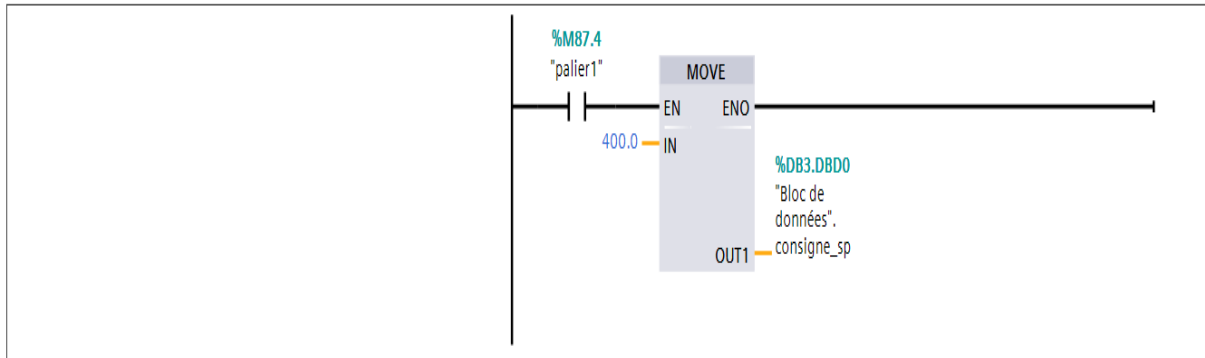 %M87.4
"palier1"
MOVE
EN ENO
400.0 IN
%DB3.DBD0
"Bloc de
données".
consigne_sp
OUT1